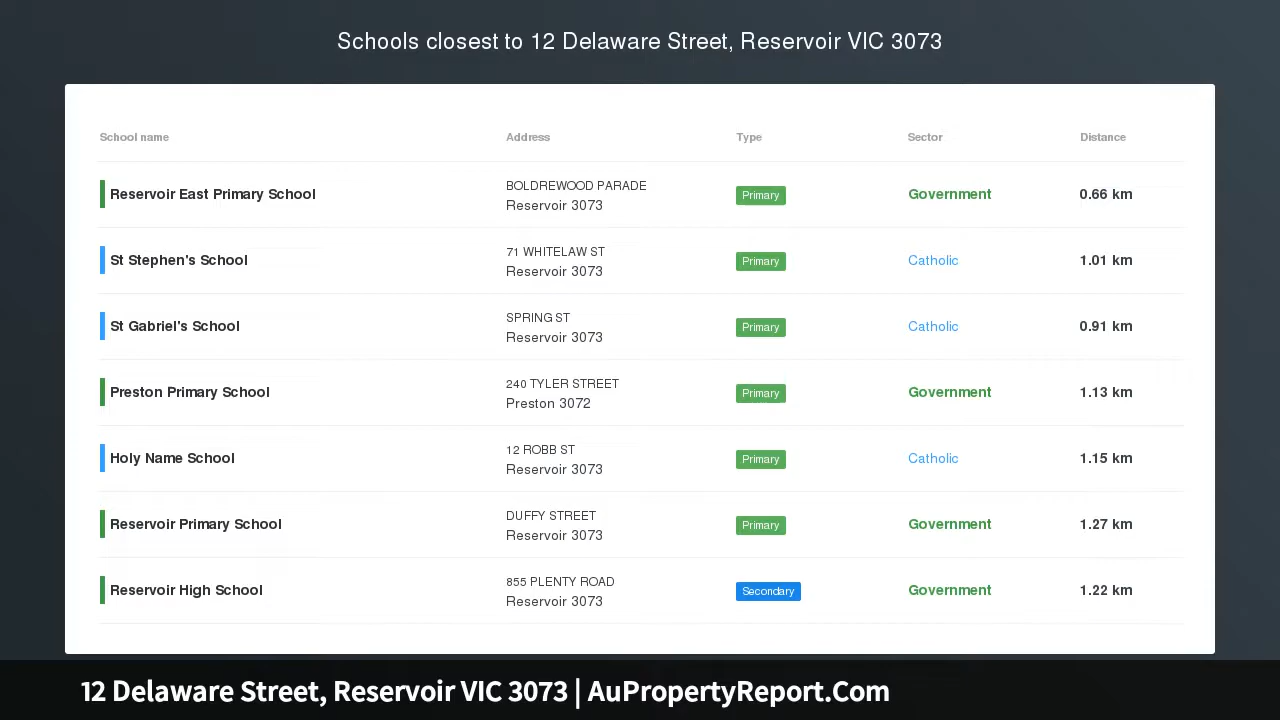 Schools closest to 12 Delaware Street, Reservoir VIC 3073
School name Address Type Sector Distance
Reservoir East Primary School BOLDREWOOD PARADE Primary Government 0.66 km
Reservoir 3073
St Stephen's School 71 WHITELAW ST Primary Catholic 1.01 km
Reservoir 3073
St Gabriel's School SPRING ST Primary Catholic 0.91 km
Reservoir 3073
Preston Primary School 240 TYLER STREET Primary Government 1.13 km
Preston 3072
Holy Name School 12 ROBB ST Primary Catholic 1.15 km
Reservoir 3073
Reservoir Primary School DUFFY STREET Primary Government 1.27 km
Reservoir 3073
Reservoir High School 855 PLENTY ROAD Secondary Government 1.22 km
Reservoir 3073
12 Delaware Street, Reservoir VIC 3073 | AuPropertyReport.Com